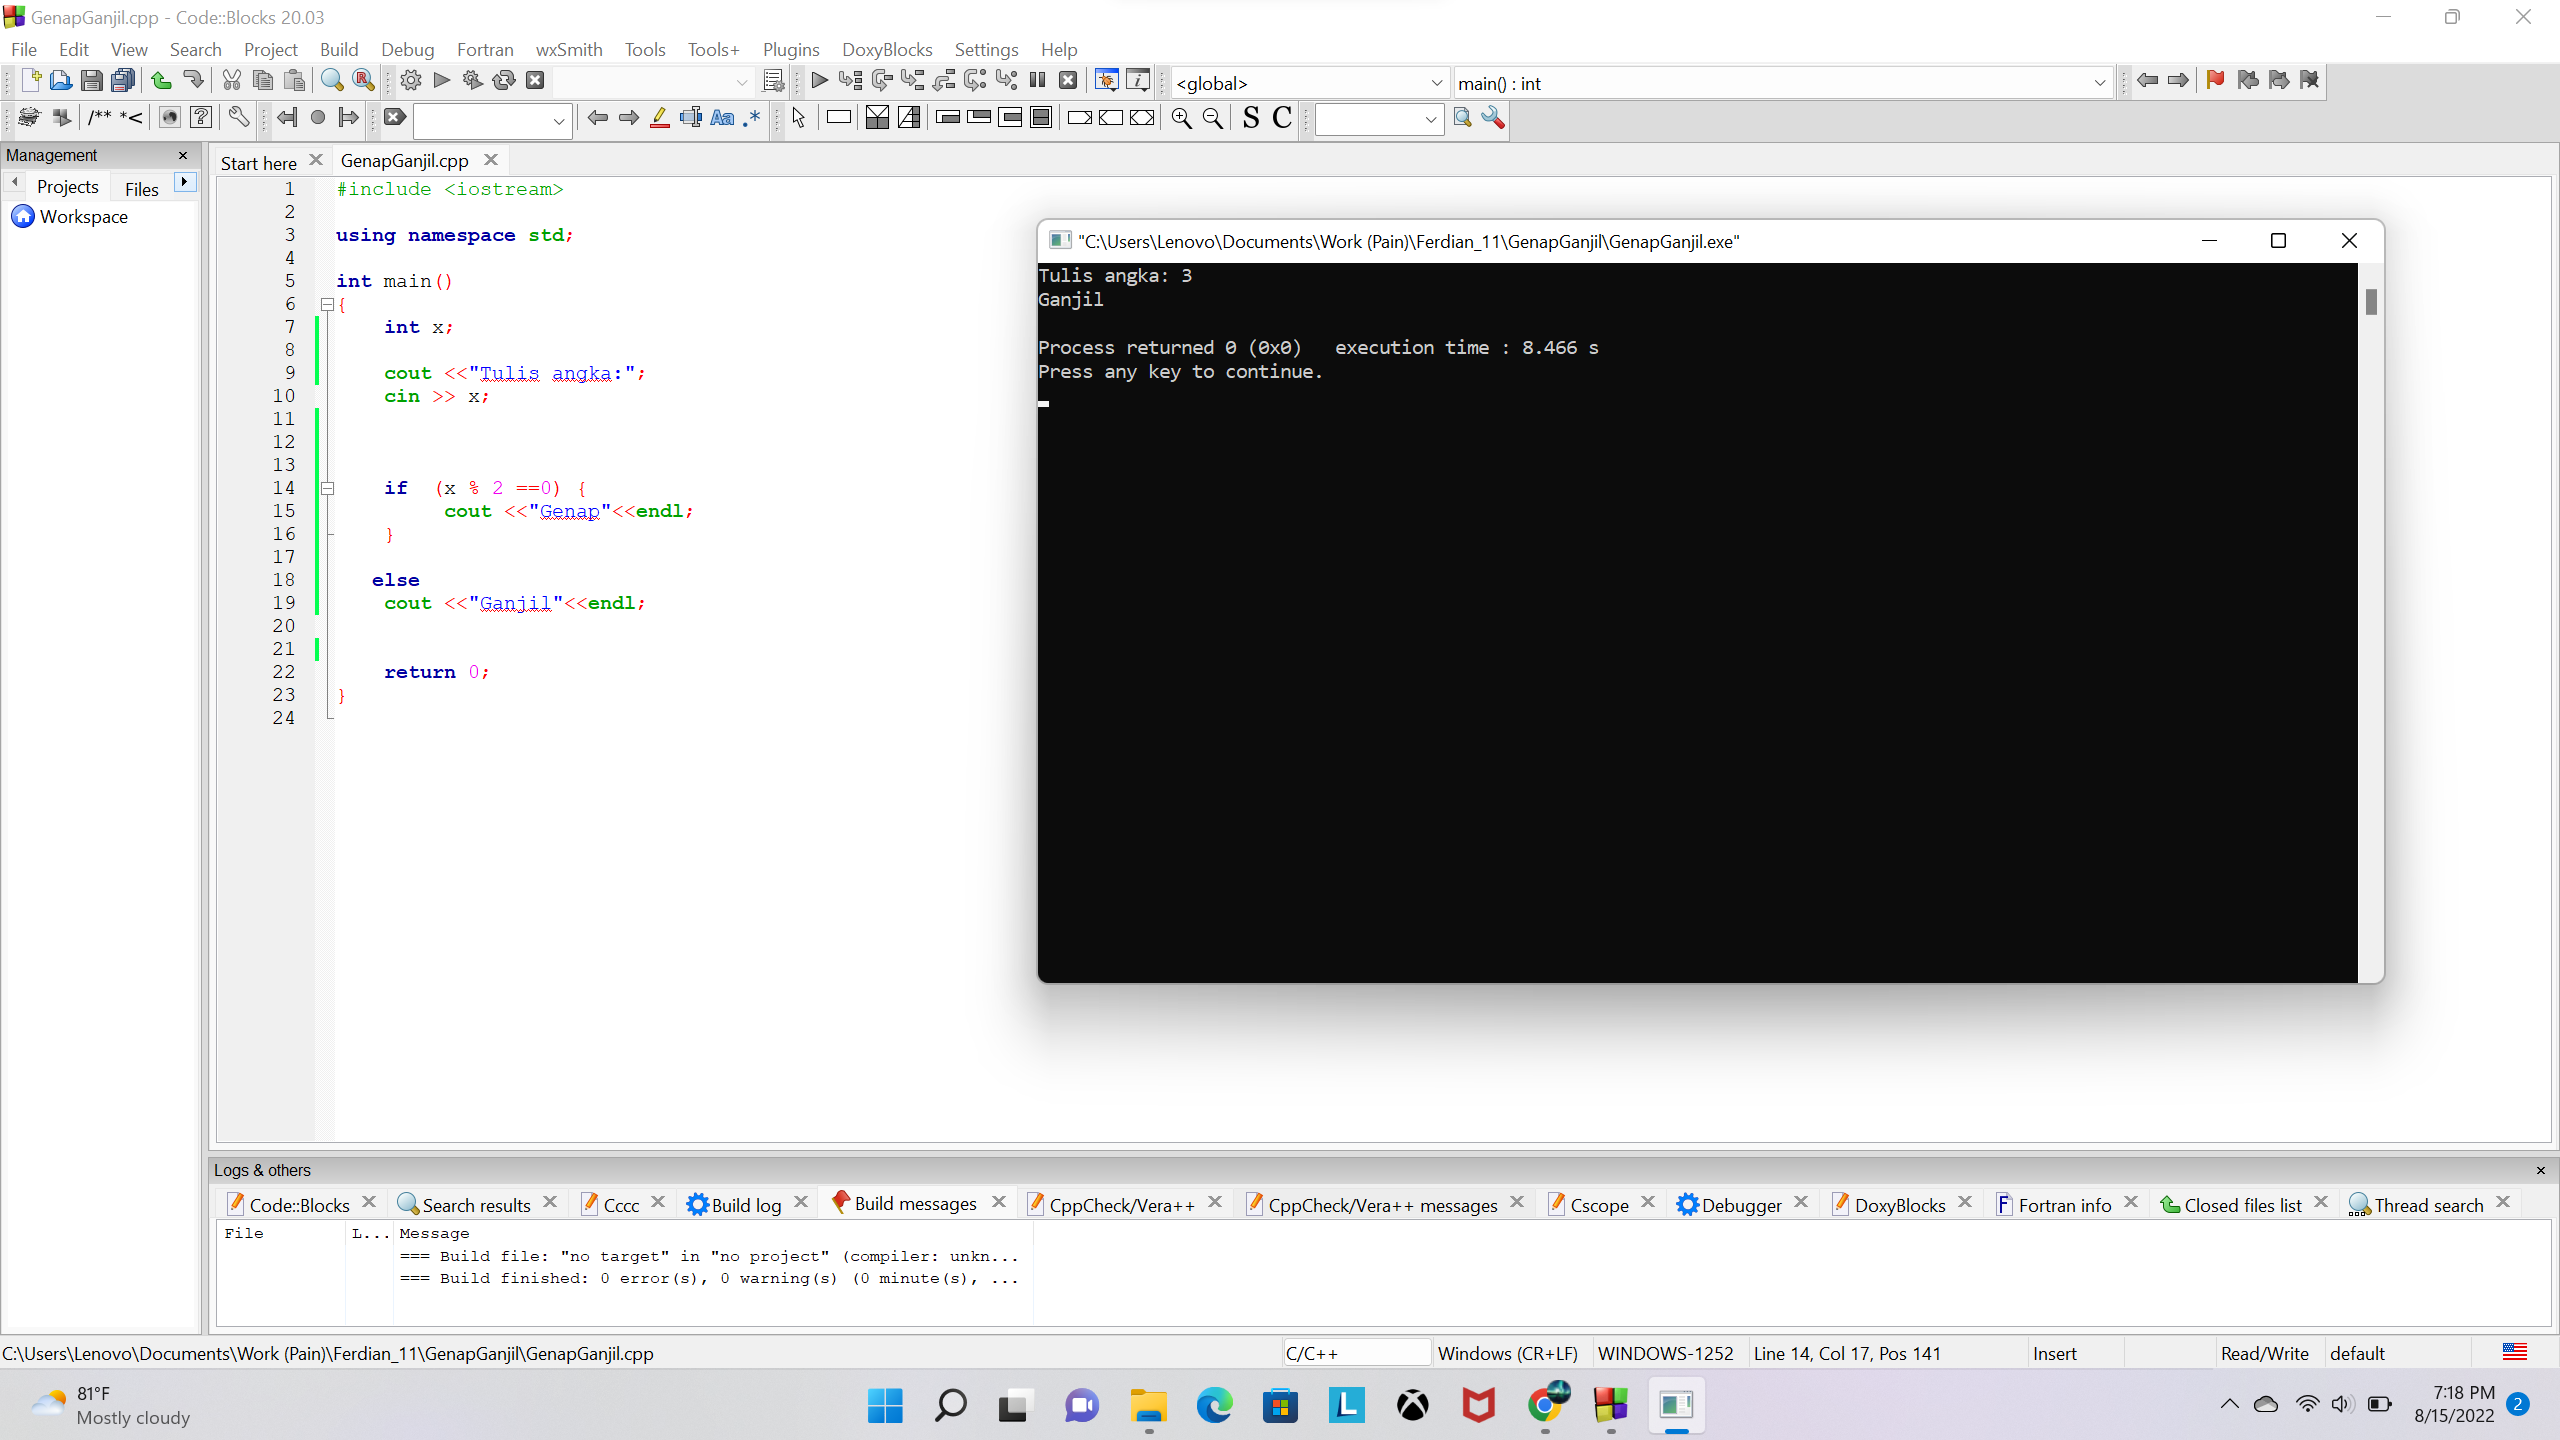 GenapGanjil.cpp - Code::Blocks 20.03
File Edit View Search Project Build Debug Fortran wxSmith Tools Tools+ Plugins DoxyBlocks Settings Help
<global> main() : int
/** *< Aa .* S C
Management
Projects Files
Workspace
Start here GenapGanjil.cpp
1 #include <iostream>
2
3 using namespace std;
4
5 int main()
6 {
7 int x;
8
9 cout <<"Tulis angka:";
10 cin >> x;
11
12
13
14 if (x % 2 ==0) {
15 cout <<"Genap"<<endl;
16 }
17
18 else
19 cout <<"Ganjil"<<endl;
20
21
22 return 0;
23 }
24
"C:\Users\Lenovo\Documents\Work (Pain)\Ferdian_11\GenapGanjil\GenapGanjil.exe"
Tulis angka: 3
Ganjil
Process returned 0 (0x0) execution time : 8.466 s
Press any key to continue.
Logs & others
Code::Blocks Search results Cccc Build log Build messages CppCheck/Vera++ CppCheck/Vera++ messages Cscope Debugger DoxyBlocks Fortran info Closed files list Thread search
File L... Message
=== Build file: "no target" in "no project" (compiler: unkn...
=== Build finished: 0 error(s), 0 warning(s) (0 minute(s), ...
C:\Users\Lenovo\Documents\Work (Pain)\Ferdian_11\GenapGanjil\GenapGanjil.cpp C/C++ Windows (CR+LF) WINDOWS-1252 Line 14, Col 17, Pos 141 Insert Read/Write default
81°F
Mostly cloudy
7:18 PM
8/15/2022
2